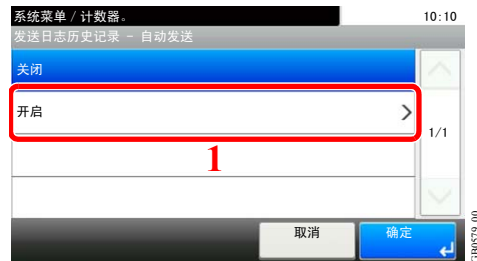 系统菜单 / 计数器。 10:10
发送日志历史记录 - 自动发送
关闭
开启
1/1
1
取消 确定
GB0579_00